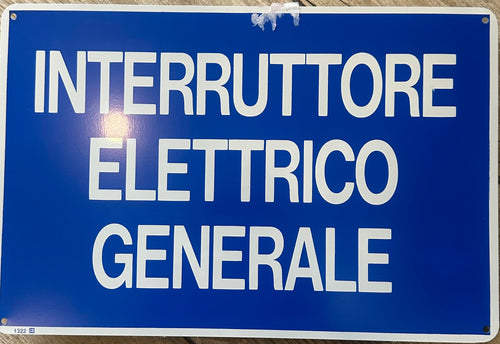 INTERRUTTORE
ELETTRICO
GENERALE
1322